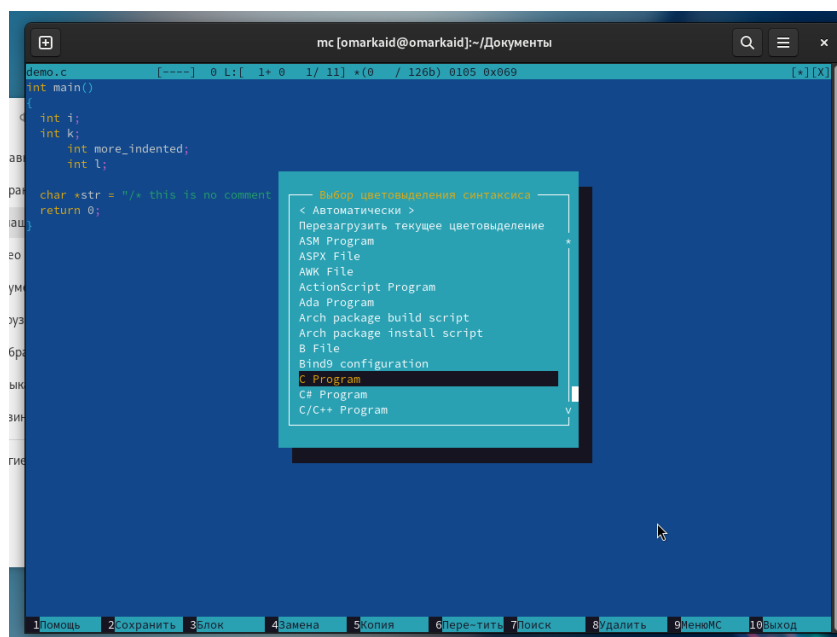 mc [omarkaid@omarkaid]:~/Документы
demo.c [----] 0 L:[ 1+ 0 1/ 11] *(0 / 126b) 0105 0x069 [*][X]
int main()
{
int i;
int k;
int more_indented;
int l;
char *str = "/* this is no comment
return 0;
}
Выбор цветовыделения синтаксиса
< Автоматически >
Перезагрузить текущее цветовыделение
ASM Program
ASPX File
AWK File
ActionScript Program
Ada Program
Arch package build script
Arch package install script
B File
Bind9 configuration
C Program
C# Program
C/C++ Program
1Помощь 2Сохранить 3Блок 4Замена 5Копия 6Пере~тить 7Поиск 8Удалить 9МенюМС 10Выход